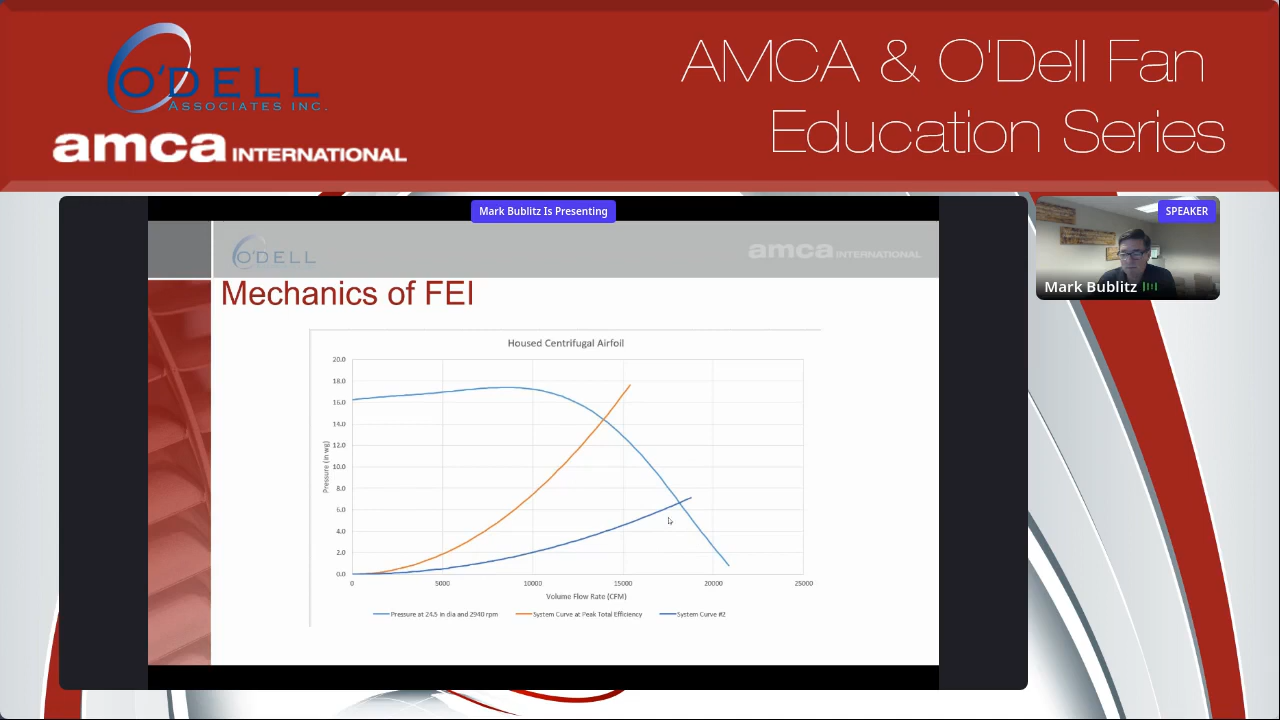 O'DELL
ASSOCIATES INC.
amca INTERNATIONAL
AMCA & O'Dell Fan
Education Series
Mark Bublitz Is Presenting
SPEAKER
Mark Bublitz
O'DELL
amca INTERNATIONAL
Mechanics of FEI
Housed Centrifugal Airfoil
20.0
18.0
16.0
14.0
12.0
10.0
8.0
6.0
4.0
2.0
0.0
Pressure (in wg)
0 5000 10000 15000 20000 25000
Volume Flow Rate (CFM)
Pressure at 24.5 in dia and 2940 rpm System Curve at Peak Total Efficiency System Curve #2